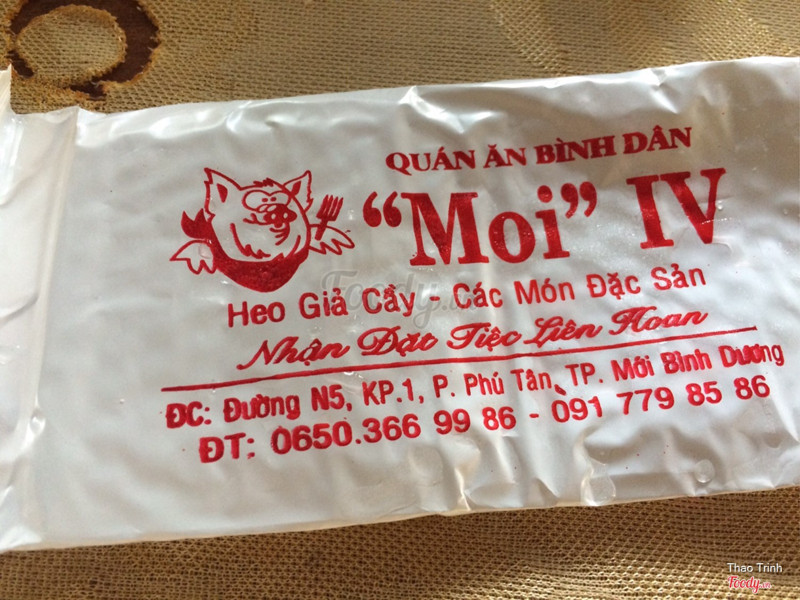 QUÁN ĂN BÌNH DÂN
"Moi" IV
Heo Giả Cầy - Các Món Đặc Sản
Nhận Đặt Tiệc Liên Hoan
ĐC: Đường N5, KP.1, P. Phú Tân, TP. Mới Bình Dương
ĐT: 0650.366 99 86 - 091 779 85 86
Foody.vn
Thao Trinh
Foody.vn